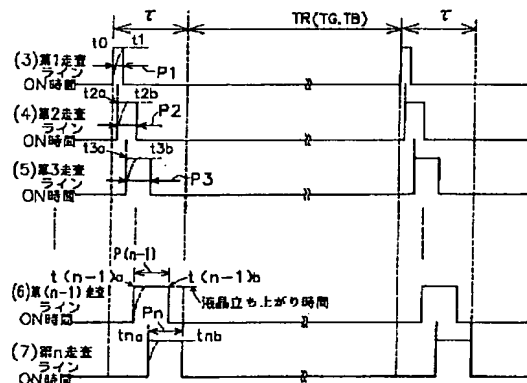 τ
TR(TG,TB)
τ
t0
t1
(3)第1走査
ライン
ON時間
P1
t2a
t2b
(4)第2走査
ライン
ON時間
P2
t3a
t3b
(5)第3走査
ライン
ON時間
P3
P(n-1)
t(n-1)a
t(n-1)b
(6)第(n-1)走査
ライン
ON時間
液晶立ち上がり時間
Pn
tna
tnb
(7)第n走査
ライン
ON時間